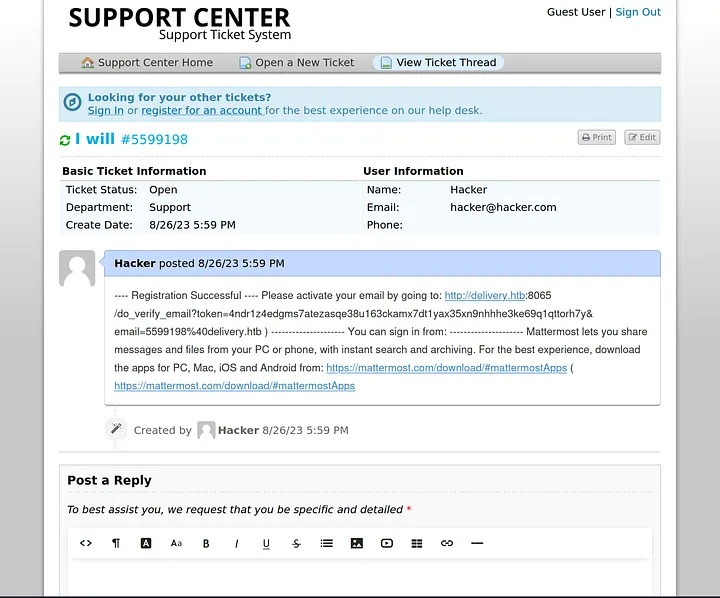 SUPPORT CENTER
Support Ticket System
Guest User | Sign Out
Support Center Home Open a New Ticket View Ticket Thread
Looking for your other tickets?
Sign In or register for an account for the best experience on our help desk.
I will #5599198
Print Edit
Basic Ticket Information User Information
Ticket Status: Open Name: Hacker
Department: Support Email: hacker@hacker.com
Create Date: 8/26/23 5:59 PM Phone:
Hacker posted 8/26/23 5:59 PM
---- Registration Successful ---- Please activate your email by going to: http://delivery.htb:8065
/do_verify_email?token=4ndr1z4edgms7atezasqe38u163ckamx7dt1yax35xn9nhhhe3ke69q1qttorh7y&
email=5599198%40delivery.htb ) -------------------- You can sign in from: -------------------- Mattermost lets you share
messages and files from your PC or phone, with instant search and archiving. For the best experience, download
the apps for PC, Mac, iOS and Android from: https://mattermost.com/download/#mattermostApps (
https://mattermost.com/download/#mattermostApps
Created by Hacker 8/26/23 5:59 PM
Post a Reply
To best assist you, we request that you be specific and detailed *
<> ¶ A Aa B I U S